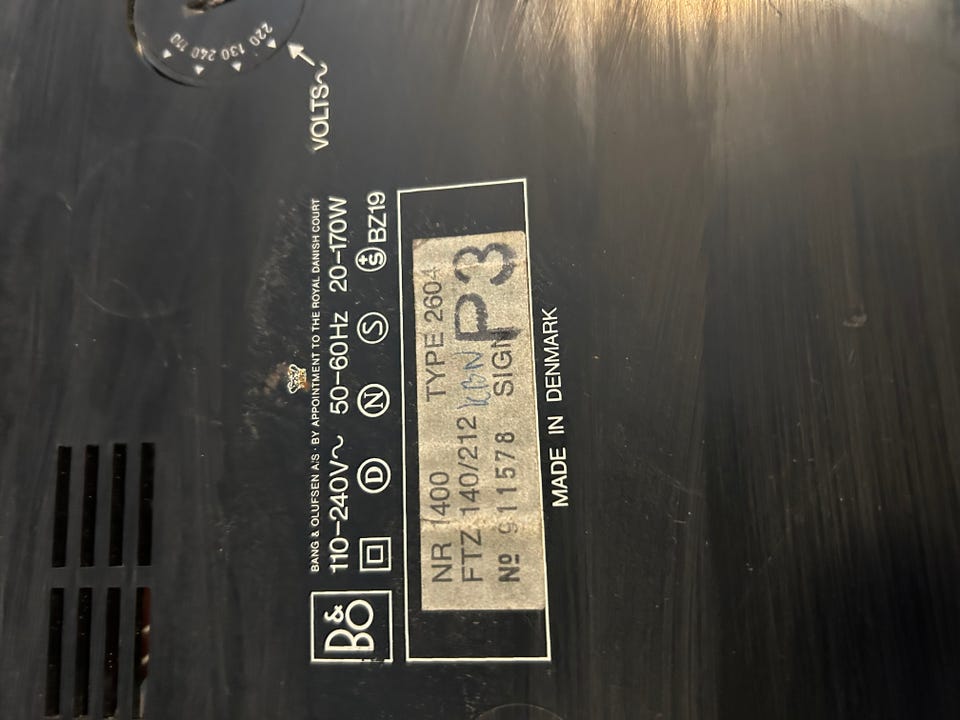 220 130 240 110
VOLTS~
B&O
BANG & OLUFSEN A/S · BY APPOINTMENT TO THE ROYAL DANISH COURT
110-240V~ 50-60Hz 20-170W
D N S +S BZ19
NR 1400 TYPE 2604
FTZ 140/212 KBN
Nº 911578 SIGN P3
MADE IN DENMARK